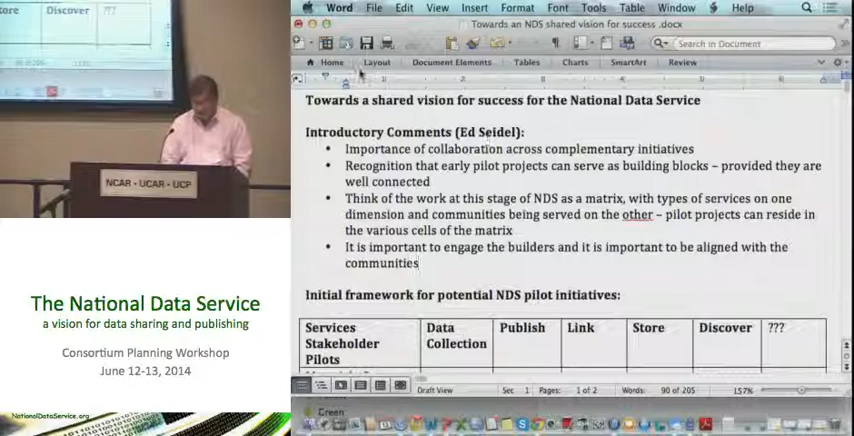 Store
Discover
???
NCAR - UCAR - UCP
The National Data Service
a vision for data sharing and publishing
Consortium Planning Workshop
June 12-13, 2014
NationalDataService.org
Word File Edit View Insert Format Font Tools Table Window Help
Towards an NDS shared vision for success .docx
Search in Document
Home Layout Document Elements Tables Charts SmartArt Review
Towards a shared vision for success for the National Data Service
Introductory Comments (Ed Seidel):
• Importance of collaboration across complementary initiatives
• Recognition that early pilot projects can serve as building blocks – provided they are
well connected
• Think of the work at this stage of NDS as a matrix, with types of services on one
dimension and communities being served on the other – pilot projects can reside in
the various cells of the matrix
• It is important to engage the builders and it is important to be aligned with the
communities
Initial framework for potential NDS pilot initiatives:
Services Data Publish Link Store Discover ???
Stakeholder Collection
Pilots
Draft View Sec 1 Pages: 1 of 2 Words: 90 of 205 157%
Green